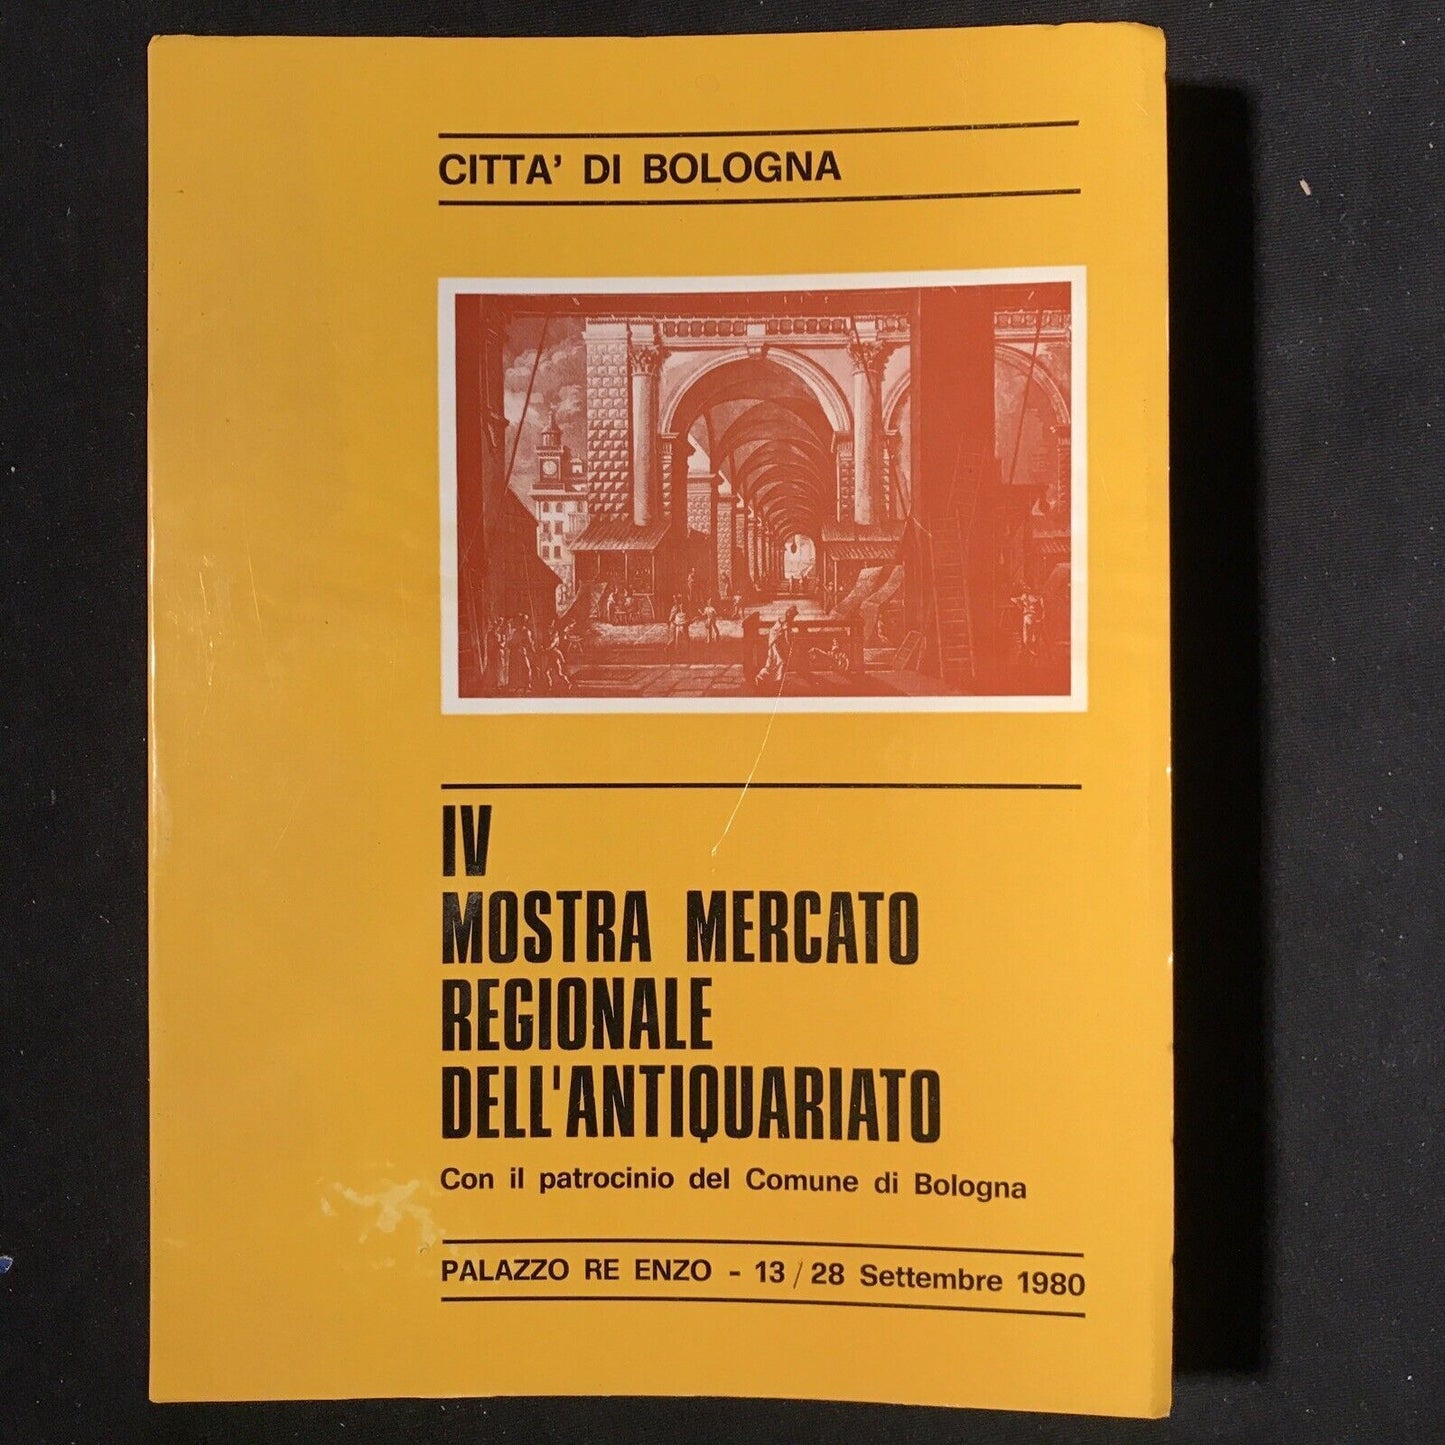 CITTA' DI BOLOGNA
IV
MOSTRA MERCATO
REGIONALE
DELL'ANTIQUARIATO
Con il patrocinio del Comune di Bologna
PALAZZO RE ENZO - 13 / 28 Settembre 1980